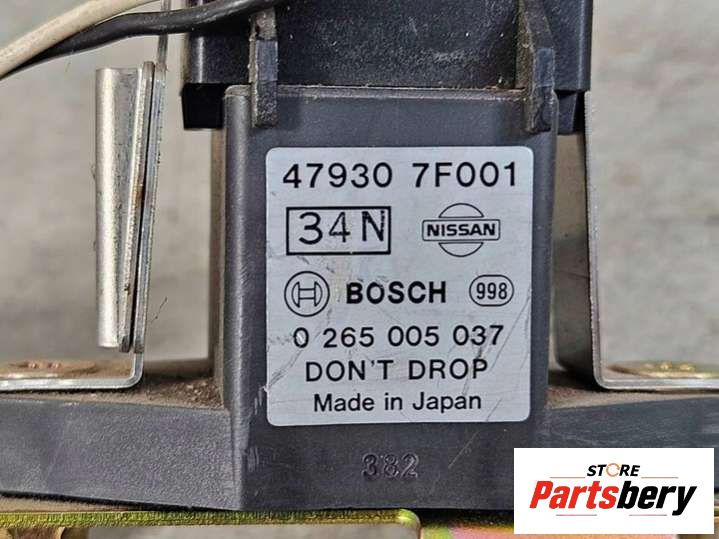 47930 7F001
34N NISSAN
BOSCH 998
0 265 005 037
DON'T DROP
Made in Japan
382
STORE
Partsbery